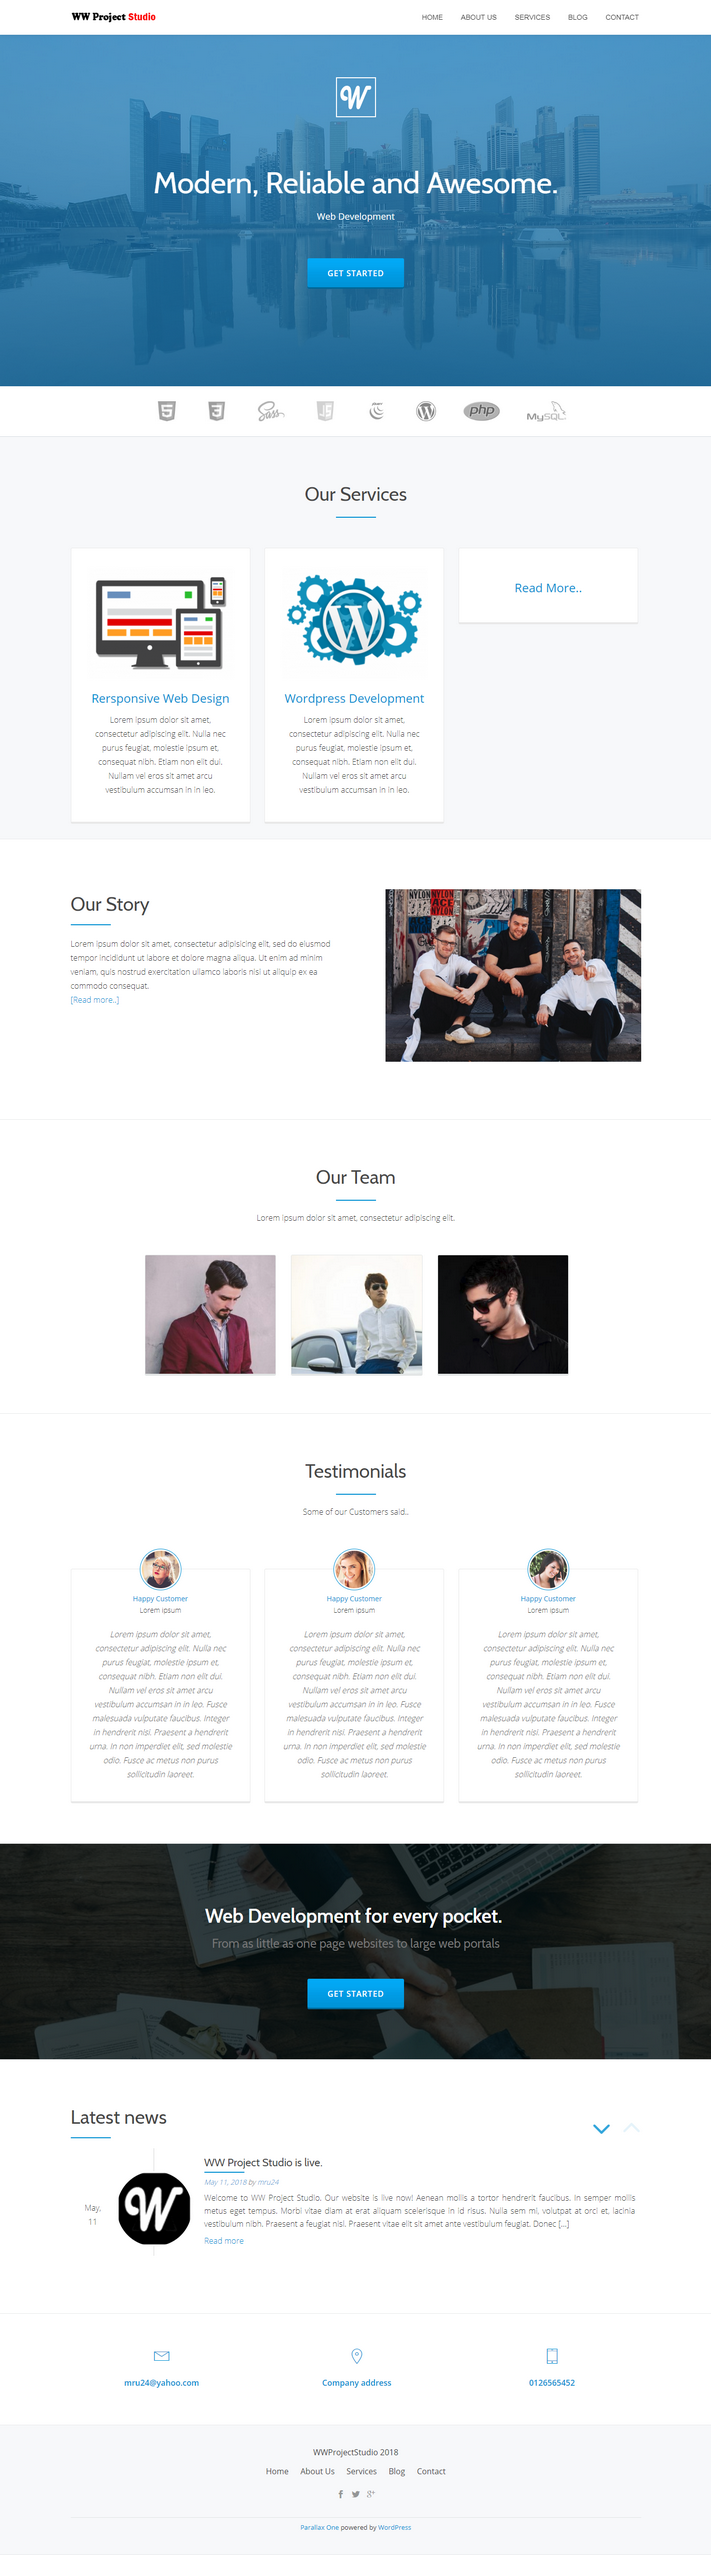 WW Project Studio
HOME ABOUT US SERVICES BLOG CONTACT
W
Modern, Reliable and Awesome.
Web Development
GET STARTED
5 3 Sass JS W php MySQL
Our Services
Rersponsive Web Design
Lorem ipsum dolor sit amet,
consectetur adipiscing elit. Nulla nec
purus feugiat, molestie ipsum et,
consequat nibh. Etiam non elit dui.
Nullam vel eros sit amet arcu
vestibulum accumsan in in leo.
Wordpress Development
Lorem ipsum dolor sit amet,
consectetur adipiscing elit. Nulla nec
purus feugiat, molestie ipsum et,
consequat nibh. Etiam non elit dui.
Nullam vel eros sit amet arcu
vestibulum accumsan in in leo.
Read More..
Our Story
Lorem ipsum dolor sit amet, consectetur adipisicing elit, sed do eiusmod
tempor incididunt ut labore et dolore magna aliqua. Ut enim ad minim
veniam, quis nostrud exercitation ullamco laboris nisi ut aliquip ex ea
commodo consequat.
[Read more..]
NYLON NYLON
ACE
NYLON
Our Team
Lorem ipsum dolor sit amet, consectetur adipiscing elit.
Testimonials
Some of our Customers said..
Happy Customer
Lorem ipsum
Lorem ipsum dolor sit amet,
consectetur adipiscing elit. Nulla nec
purus feugiat, molestie ipsum et,
consequat nibh. Etiam non elit dui.
Nullam vel eros sit amet arcu
vestibulum accumsan in in leo. Fusce
malesuada vulputate faucibus. Integer
in hendrerit nisi. Praesent a hendrerit
urna. In non imperdiet elit, sed molestie
odio. Fusce ac metus non purus
sollicitudin laoreet.
Happy Customer
Lorem ipsum
Lorem ipsum dolor sit amet,
consectetur adipiscing elit. Nulla nec
purus feugiat, molestie ipsum et,
consequat nibh. Etiam non elit dui.
Nullam vel eros sit amet arcu
vestibulum accumsan in in leo. Fusce
malesuada vulputate faucibus. Integer
in hendrerit nisi. Praesent a hendrerit
urna. In non imperdiet elit, sed molestie
odio. Fusce ac metus non purus
sollicitudin laoreet.
Happy Customer
Lorem ipsum
Lorem ipsum dolor sit amet,
consectetur adipiscing elit. Nulla nec
purus feugiat, molestie ipsum et,
consequat nibh. Etiam non elit dui.
Nullam vel eros sit amet arcu
vestibulum accumsan in in leo. Fusce
malesuada vulputate faucibus. Integer
in hendrerit nisi. Praesent a hendrerit
urna. In non imperdiet elit, sed molestie
odio. Fusce ac metus non purus
sollicitudin laoreet.
Web Development for every pocket.
From as little as one page websites to large web portals
GET STARTED
Latest news
May,
11
W
WW Project Studio is live.
May 11, 2018 by mru24
Welcome to WW Project Studio. Our website is live now! Aenean mollis a tortor hendrerit faucibus. In semper mollis
metus eget tempus. Morbi vitae diam at erat aliquam scelerisque in id risus. Nulla sem mi, volutpat at orci et, lacinia
vestibulum nibh. Praesent a feugiat nisi. Praesent vitae elit sit amet ante vestibulum feugiat. Donec [...]
Read more
mru24@yahoo.com
Company address
0126565452
WWProjectStudio 2018
Home About Us Services Blog Contact
Parallax One powered by WordPress